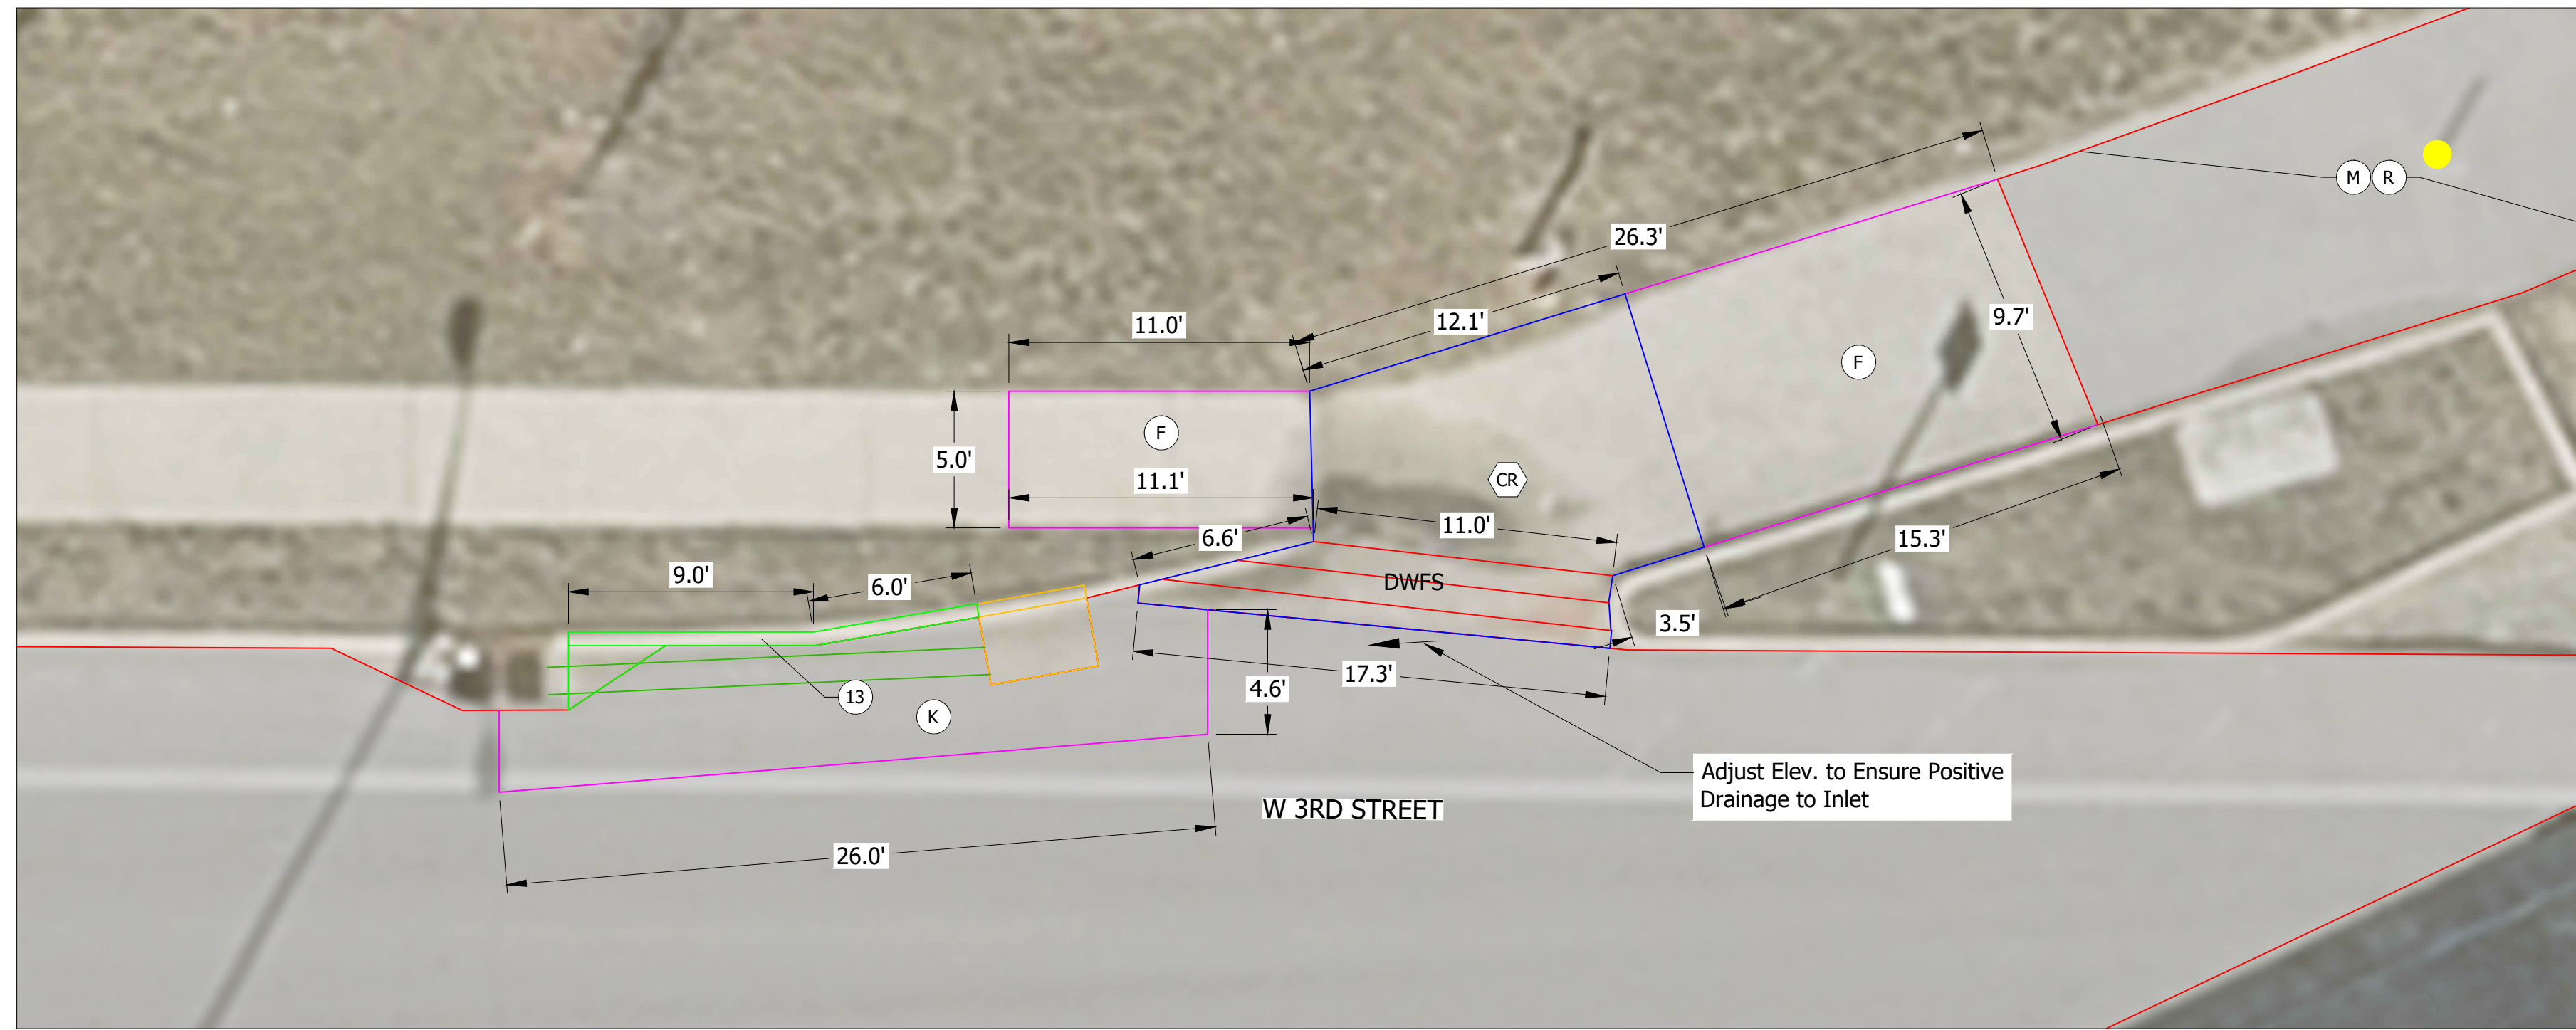 M R
26.3'
12.1'
9.7'
11.0'
F
F
5.0'
11.1'
CR
6.6'
11.0'
15.3'
9.0'
6.0'
DWFS
3.5'
17.3'
4.6'
13
K
Adjust Elev. to Ensure Positive
Drainage to Inlet
W 3RD STREET
26.0'